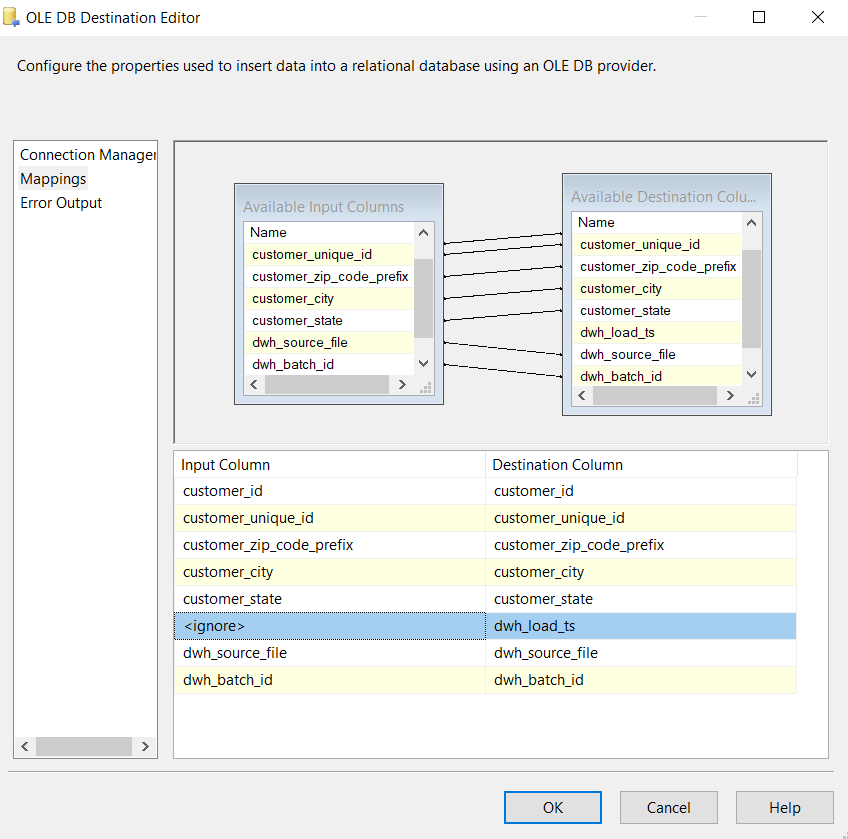 OLE DB Destination Editor
Configure the properties used to insert data into a relational database using an OLE DB provider.
Connection Manager
Mappings
Error Output
Available Input Columns
Name
customer_unique_id
customer_zip_code_prefix
customer_city
customer_state
dwh_source_file
dwh_batch_id
Available Destination Colu...
Name
customer_unique_id
customer_zip_code_prefix
customer_city
customer_state
dwh_load_ts
dwh_source_file
dwh_batch_id
Input Column Destination Column
customer_id customer_id
customer_unique_id customer_unique_id
customer_zip_code_prefix customer_zip_code_prefix
customer_city customer_city
customer_state customer_state
<ignore> dwh_load_ts
dwh_source_file dwh_source_file
dwh_batch_id dwh_batch_id
OK Cancel Help